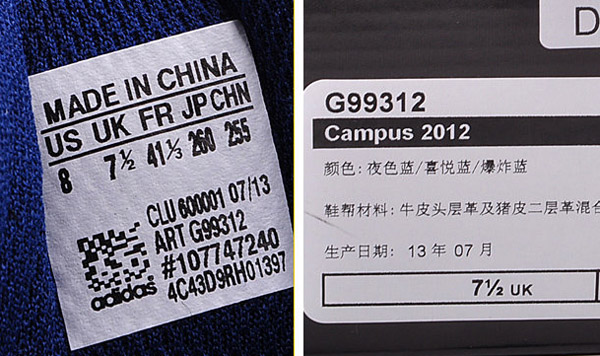 MADE IN CHINA
US UK FR JP CHN
8 7½ 41⅓ 260 255
CLU 600001 07/13
ART G99312
#107747240
4C43D9RH01397
adidas
D
G99312
Campus 2012
颜色: 夜色蓝/喜悦蓝/爆炸蓝
鞋帮材料: 牛皮头层革及猪皮二层革混合
生产日期: 13 年 07 月
7½ UK